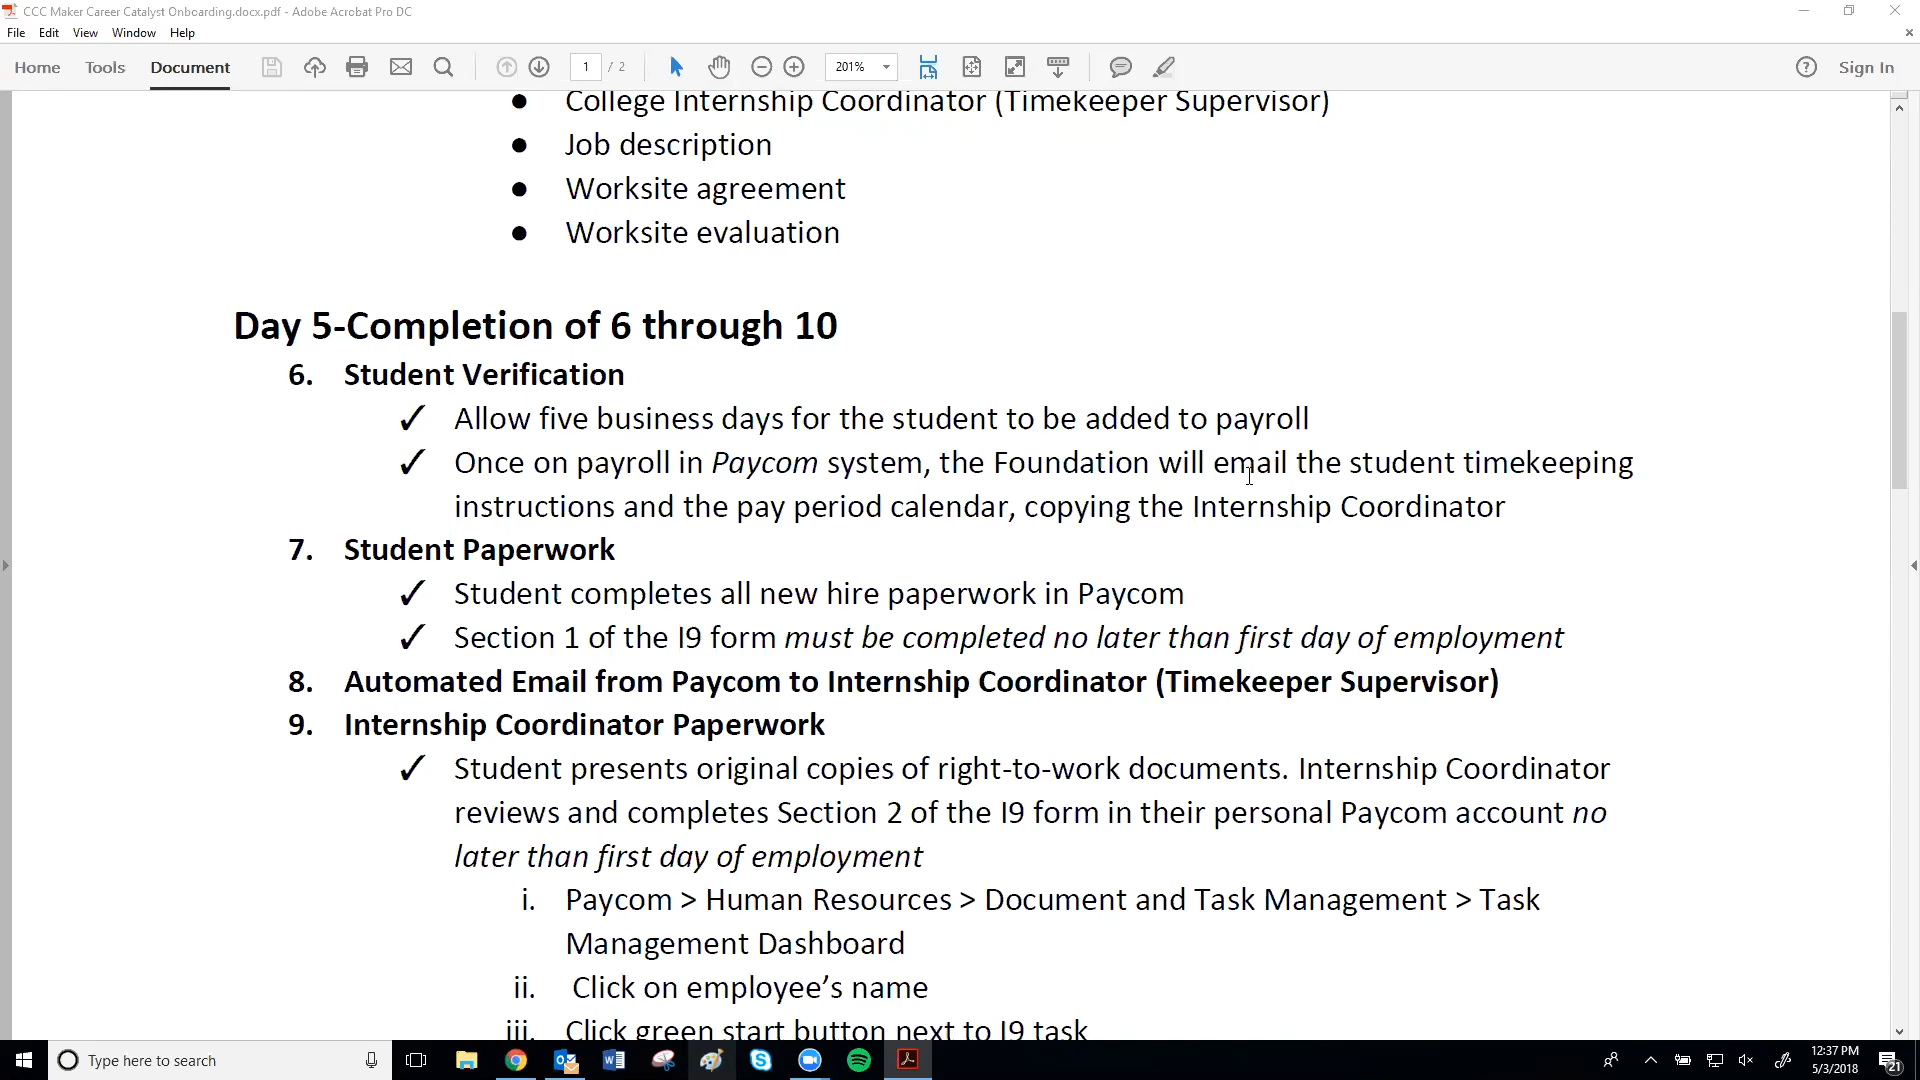 CCC Maker Career Catalyst Onboarding.docx.pdf - Adobe Acrobat Pro DC
File Edit View Window Help
Home Tools Document 1 / 2 201% Sign In
● College Internship Coordinator (Timekeeper Supervisor)
● Job description
● Worksite agreement
● Worksite evaluation
Day 5-Completion of 6 through 10
6. Student Verification
✓ Allow five business days for the student to be added to payroll
✓ Once on payroll in Paycom system, the Foundation will email the student timekeeping
instructions and the pay period calendar, copying the Internship Coordinator
7. Student Paperwork
✓ Student completes all new hire paperwork in Paycom
✓ Section 1 of the I9 form must be completed no later than first day of employment
8. Automated Email from Paycom to Internship Coordinator (Timekeeper Supervisor)
9. Internship Coordinator Paperwork
✓ Student presents original copies of right-to-work documents. Internship Coordinator
reviews and completes Section 2 of the I9 form in their personal Paycom account no
later than first day of employment
i. Paycom > Human Resources > Document and Task Management > Task
Management Dashboard
ii. Click on employee’s name
iii. Click green start button next to I9 task
Type here to search
12:37 PM
5/3/2018
21